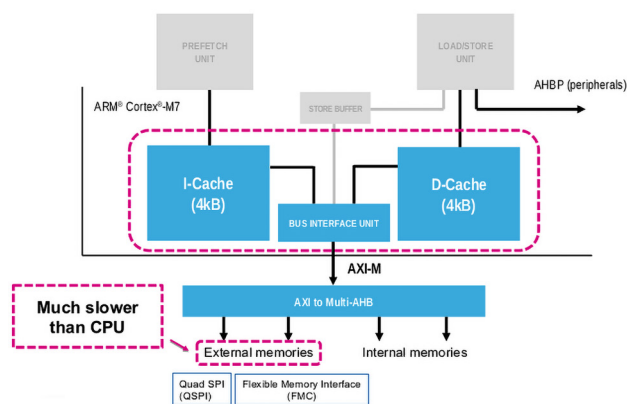 PREFETCH
UNIT
LOAD/STORE
UNIT
AHBP (peripherals)
ARM® Cortex®-M7
STORE BUFFER
I-Cache
(4kB)
D-Cache
(4kB)
BUS INTERFACE UNIT
AXI-M
AXI to Multi-AHB
Much slower
than CPU
External memories
Internal memories
Quad SPI
(QSPI)
Flexible Memory Interface
(FMC)